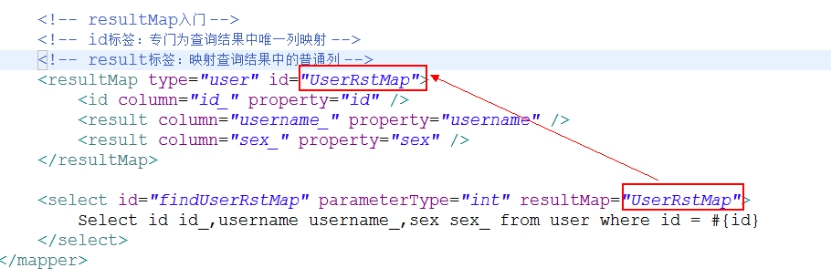 <!-- resultMap入门 -->
<!-- id标签：专门为查询结果中唯一列映射 -->
<!-- result标签：映射查询结果中的普通列 -->
<resultMap type="user" id="UserRstMap">
<id column="id_" property="id" />
<result column="username_" property="username" />
<result column="sex_" property="sex" />
</resultMap>
<select id="findUserRstMap" parameterType="int" resultMap="UserRstMap">
Select id id_,username username_,sex sex_ from user where id = #{id}
</select>
</mapper>